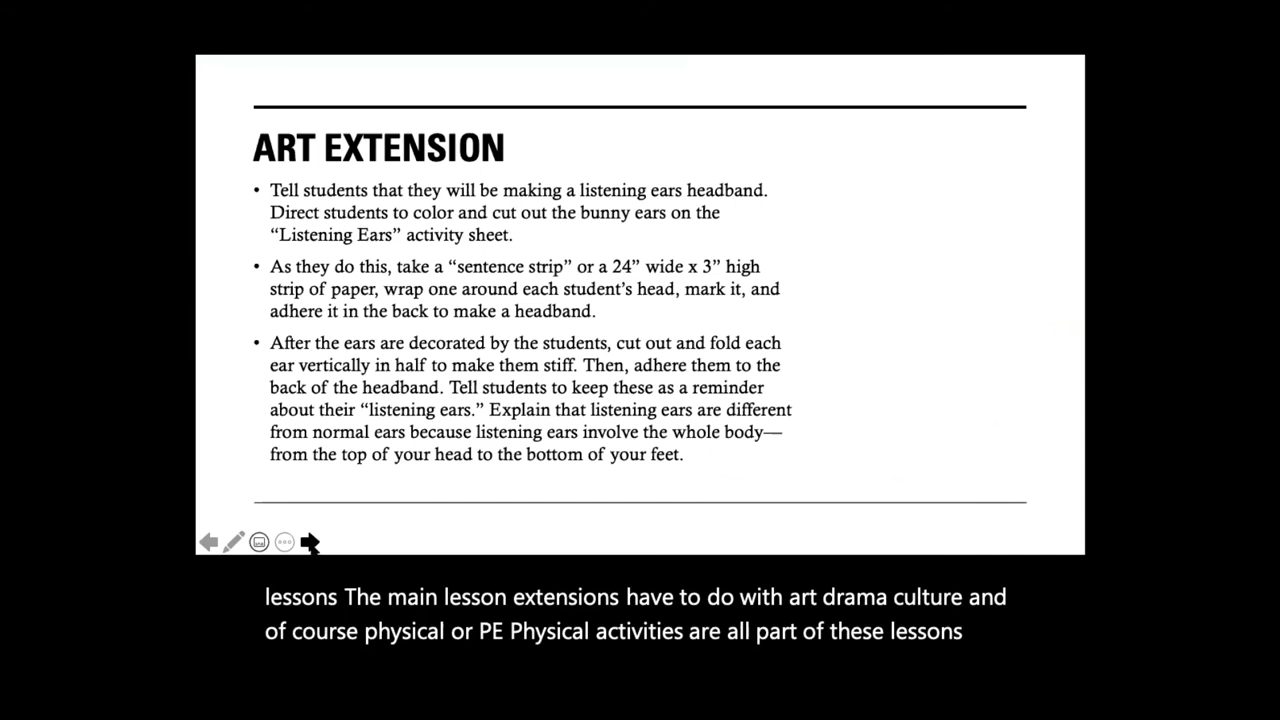 ART EXTENSION
• Tell students that they will be making a listening ears headband.
Direct students to color and cut out the bunny ears on the
“Listening Ears” activity sheet.
• As they do this, take a “sentence strip” or a 24” wide x 3” high
strip of paper, wrap one around each student’s head, mark it, and
adhere it in the back to make a headband.
• After the ears are decorated by the students, cut out and fold each
ear vertically in half to make them stiff. Then, adhere them to the
back of the headband. Tell students to keep these as a reminder
about their “listening ears.” Explain that listening ears are different
from normal ears because listening ears involve the whole body—
from the top of your head to the bottom of your feet.
lessons The main lesson extensions have to do with art drama culture and
of course physical or PE Physical activities are all part of these lessons